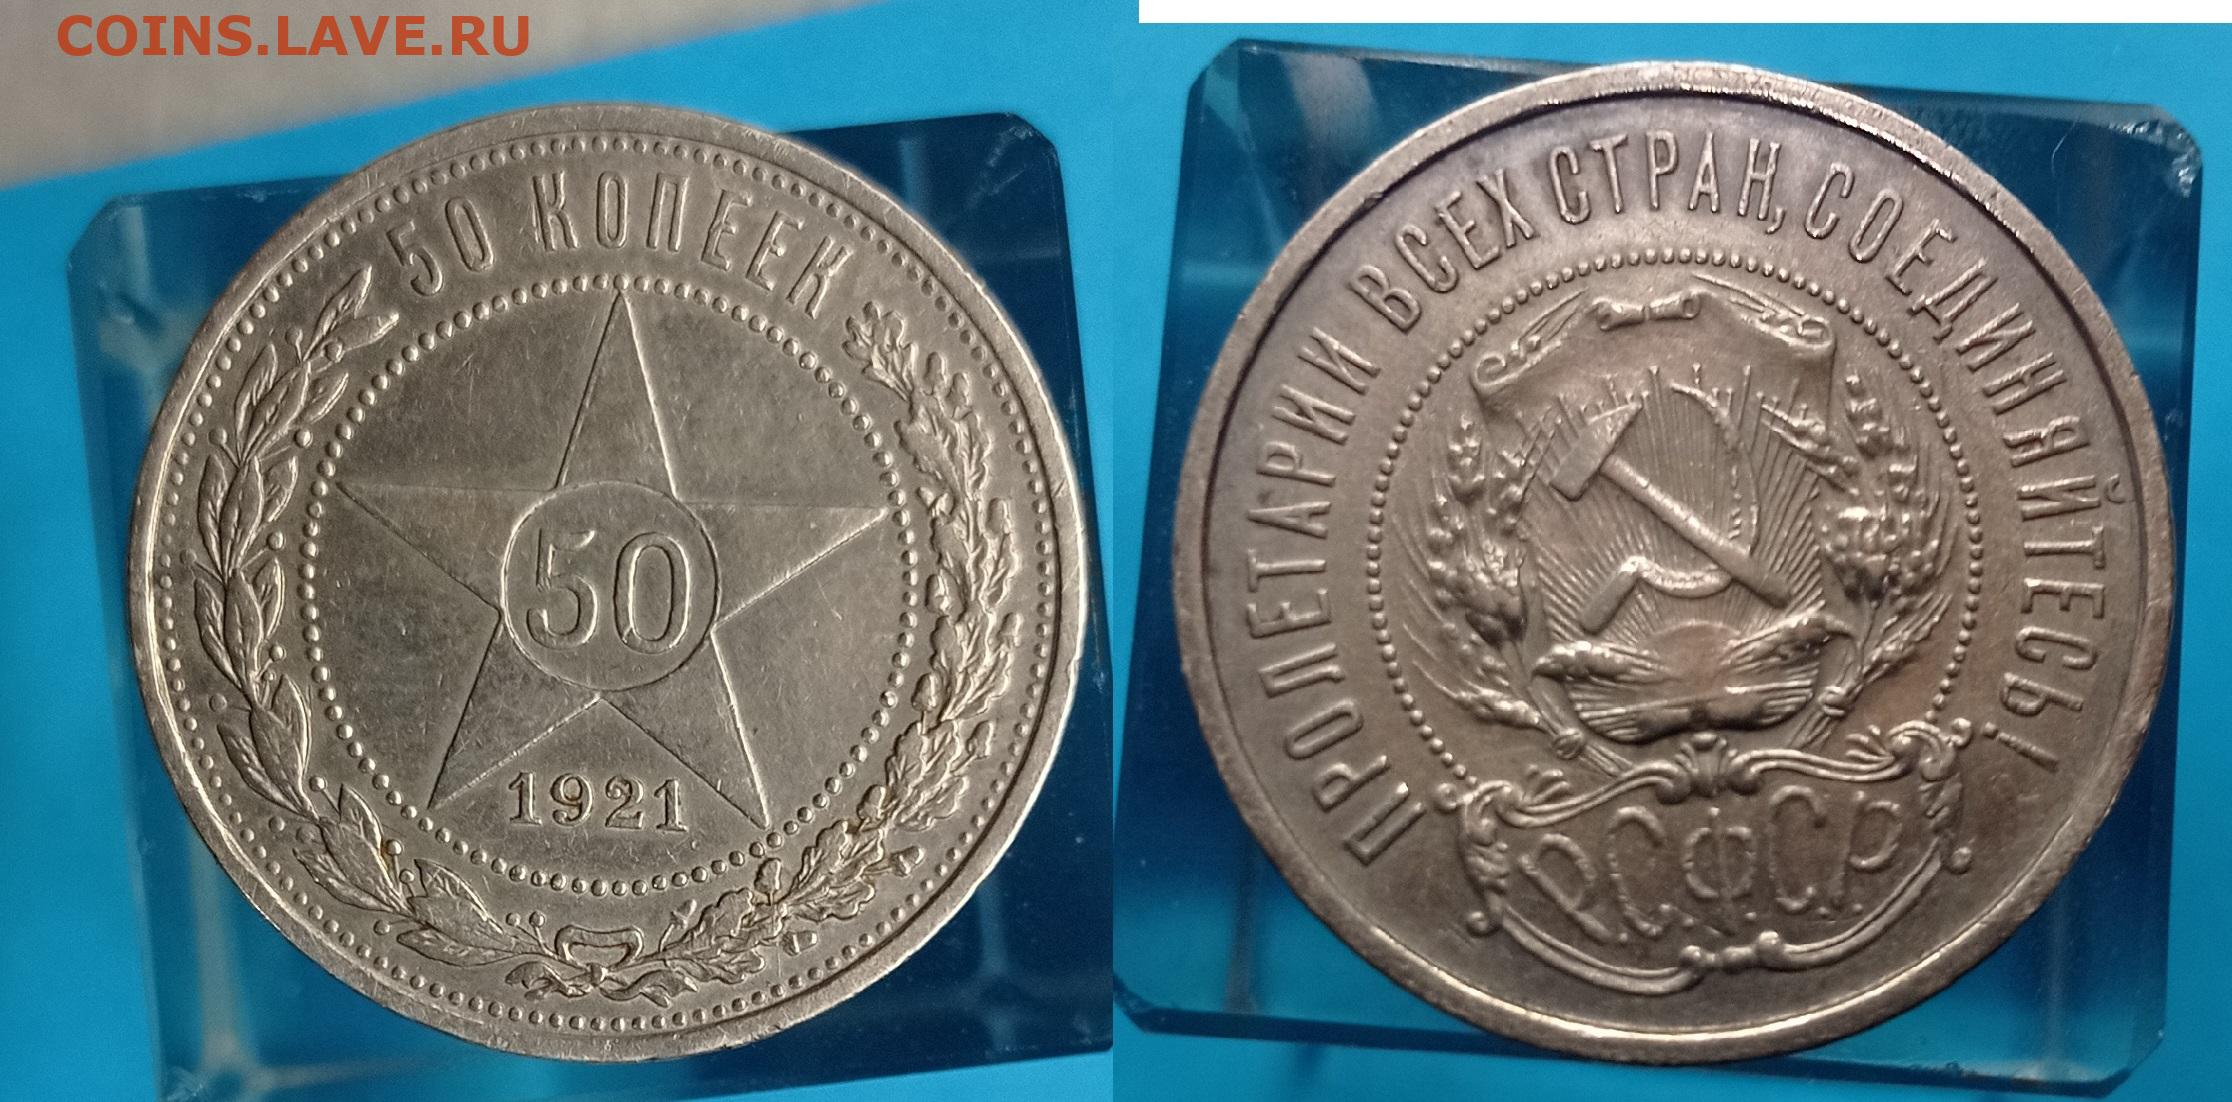 COINS.LAVE.RU
50 КОПЕЕК
50
1921
ПРОЛЕТАРИИ ВСЕХ СТРАН, СОЕДИНЯЙТЕСЬ!
Р.С.Ф.С.Р.